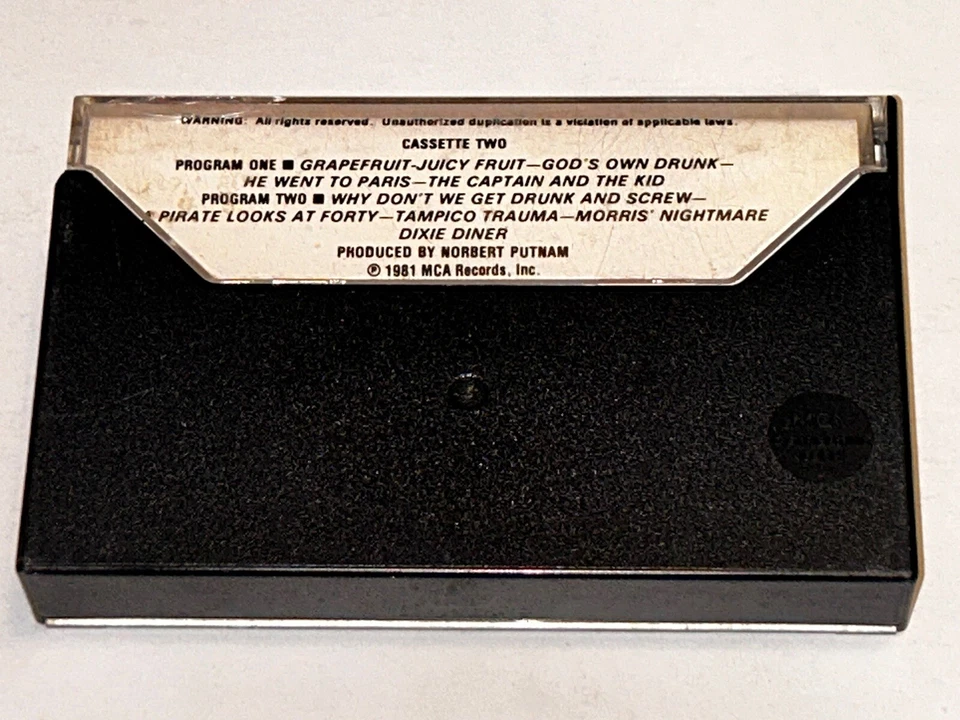 WARNING: All rights reserved. Unauthorized duplication is a violation of applicable laws.
CASSETTE TWO
PROGRAM ONE ■ GRAPEFRUIT-JUICY FRUIT—GOD'S OWN DRUNK—
HE WENT TO PARIS—THE CAPTAIN AND THE KID
PROGRAM TWO ■ WHY DON'T WE GET DRUNK AND SCREW—
A PIRATE LOOKS AT FORTY—TAMPICO TRAUMA—MORRIS' NIGHTMARE
DIXIE DINER
PRODUCED BY NORBERT PUTNAM
℗ 1981 MCA Records, Inc.